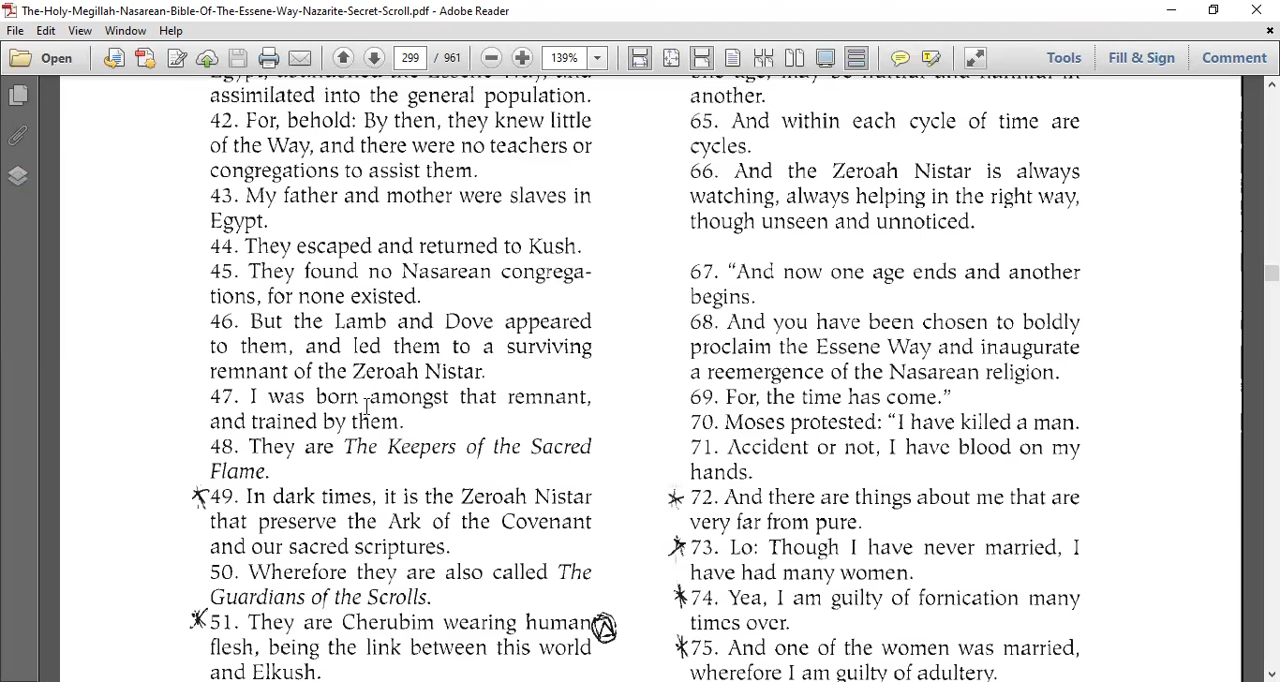 The-Holy-Megillah-Nasarean-Bible-Of-The-Essene-Way-Nazarite-Secret-Scroll.pdf - Adobe Reader
File Edit View Window Help
Open 299 / 961 139% Tools Fill & Sign Comment
Egypt, abandoned the Essene Way, and
assimilated into the general population.
42. For, behold: By then, they knew little
of the Way, and there were no teachers or
congregations to assist them.
43. My father and mother were slaves in
Egypt.
44. They escaped and returned to Kush.
45. They found no Nasarean congrega-
tions, for none existed.
46. But the Lamb and Dove appeared
to them, and led them to a surviving
remnant of the Zeroah Nistar.
47. I was born amongst that remnant,
and trained by them.
48. They are The Keepers of the Sacred
Flame.
49. In dark times, it is the Zeroah Nistar
that preserve the Ark of the Covenant
and our sacred scriptures.
50. Wherefore they are also called The
Guardians of the Scrolls.
51. They are Cherubim wearing human
flesh, being the link between this world
and Elkush.
one age, may be hurtful and harmful in
another.
65. And within each cycle of time are
cycles.
66. And the Zeroah Nistar is always
watching, always helping in the right way,
though unseen and unnoticed.
67. “And now one age ends and another
begins.
68. And you have been chosen to boldly
proclaim the Essene Way and inaugurate
a reemergence of the Nasarean religion.
69. For, the time has come.”
70. Moses protested: “I have killed a man.
71. Accident or not, I have blood on my
hands.
72. And there are things about me that are
very far from pure.
73. Lo: Though I have never married, I
have had many women.
74. Yea, I am guilty of fornication many
times over.
75. And one of the women was married,
wherefore I am guilty of adultery.